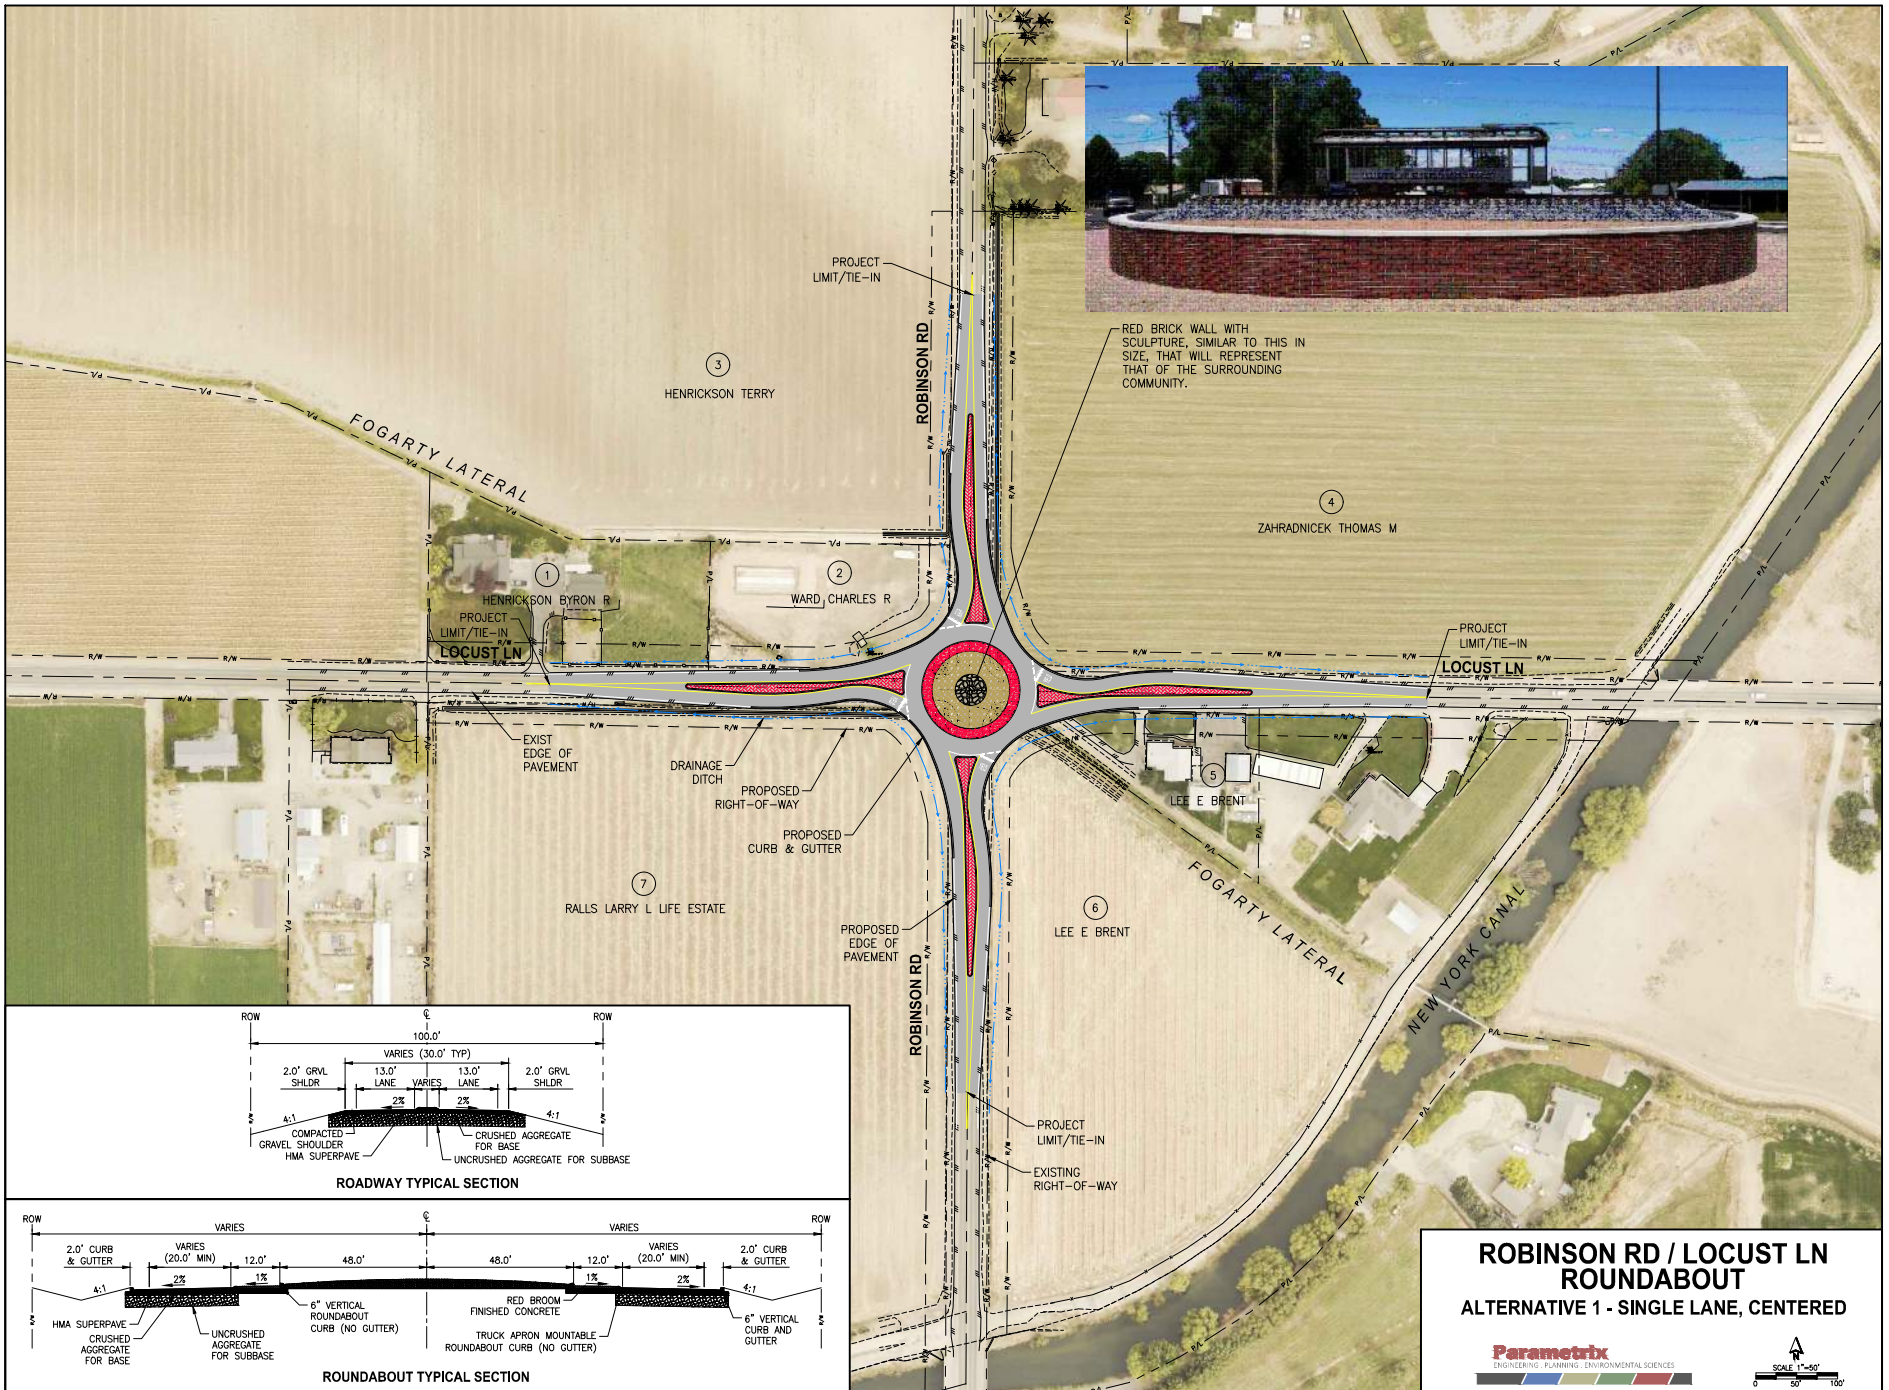 PROJECT
LIMIT/TIE-IN
ROBINSON RD
RED BRICK WALL WITH
SCULPTURE, SIMILAR TO THIS IN
SIZE, THAT WILL REPRESENT
THAT OF THE SURROUNDING
COMMUNITY.
3
HENRICKSON TERRY
FOGARTY LATERAL
4
ZAHRADNICEK THOMAS M
1
HENRICKSON BYRON R
2
WARD CHARLES R
PROJECT
LIMIT/TIE-IN
LOCUST LN
PROJECT
LIMIT/TIE-IN
LOCUST LN
R/W
P/L
EXIST
EDGE OF
PAVEMENT
DRAINAGE
DITCH
PROPOSED
RIGHT-OF-WAY
PROPOSED
CURB & GUTTER
5
LEE E BRENT
7
RALLS LARRY L LIFE ESTATE
6
LEE E BRENT
FOGARTY LATERAL
NEW YORK CANAL
PROPOSED
EDGE OF
PAVEMENT
ROBINSON RD
PROJECT
LIMIT/TIE-IN
EXISTING
RIGHT-OF-WAY
ROW
ROW
100.0'
VARIES (30.0' TYP)
2.0' GRVL
SHLDR
13.0'
LANE
VARIES
13.0'
LANE
2.0' GRVL
SHLDR
2%
2%
4:1
4:1
COMPACTED
GRAVEL SHOULDER
HMA SUPERPAVE
CRUSHED AGGREGATE
FOR BASE
UNCRUSHED AGGREGATE FOR SUBBASE
ROADWAY TYPICAL SECTION
ROW
ROW
VARIES
VARIES
2.0' CURB
& GUTTER
VARIES
(20.0' MIN)
12.0'
48.0'
48.0'
12.0'
VARIES
(20.0' MIN)
2.0' CURB
& GUTTER
4:1
2%
1%
1%
2%
4:1
HMA SUPERPAVE
CRUSHED
AGGREGATE
FOR BASE
UNCRUSHED
AGGREGATE
FOR SUBBASE
6" VERTICAL
ROUNDABOUT
CURB (NO GUTTER)
RED BROOM
FINISHED CONCRETE
TRUCK APRON MOUNTABLE
ROUNDABOUT CURB (NO GUTTER)
6" VERTICAL
CURB AND
GUTTER
ROUNDABOUT TYPICAL SECTION
ROBINSON RD / LOCUST LN
ROUNDABOUT
ALTERNATIVE 1 - SINGLE LANE, CENTERED
Parametrix
ENGINEERING . PLANNING . ENVIRONMENTAL SCIENCES
N
SCALE 1"=50'
0 50' 100'